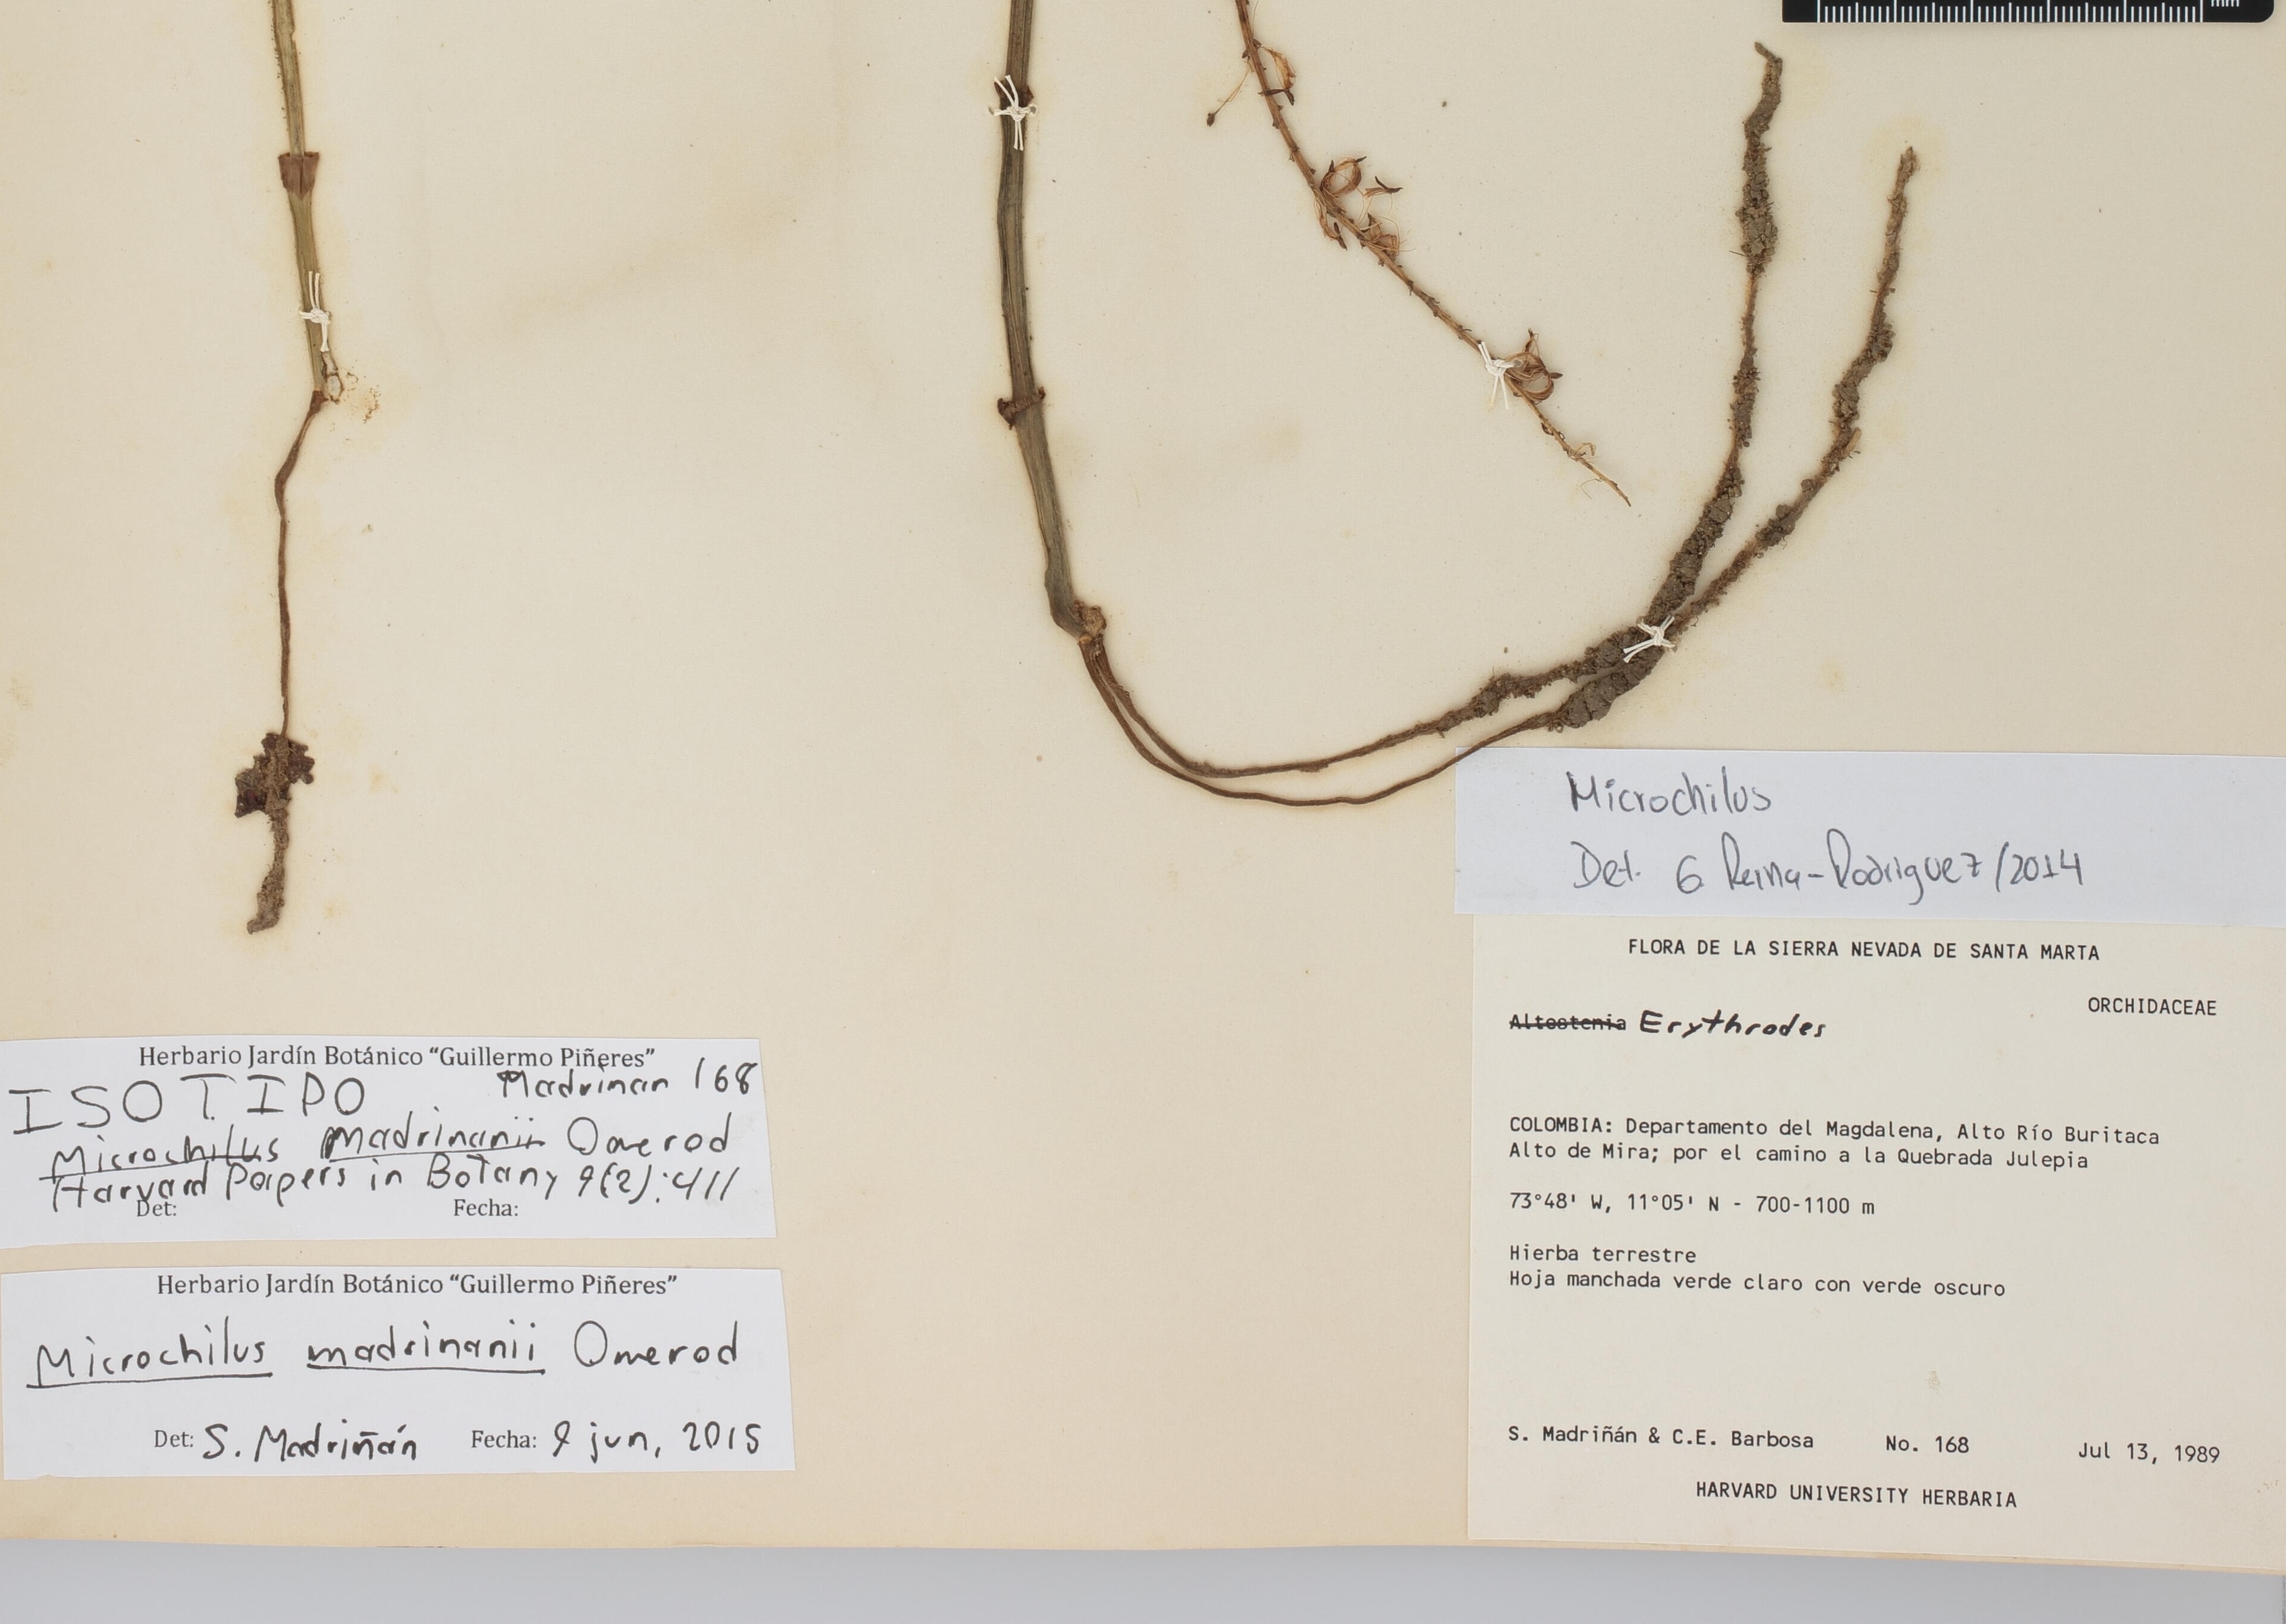 mm
Microchilus
Det. G Reina-Rodriguez/2014
FLORA DE LA SIERRA NEVADA DE SANTA MARTA
ORCHIDACEAE
Altostenia Erythrodes
COLOMBIA: Departamento del Magdalena, Alto Río Buritaca
Alto de Mira; por el camino a la Quebrada Julepia
73°48' W, 11°05' N - 700-1100 m
Hierba terrestre
Hoja manchada verde claro con verde oscuro
S. Madriñán & C.E. Barbosa No. 168 Jul 13, 1989
HARVARD UNIVERSITY HERBARIA
Herbario Jardín Botánico “Guillermo Piñeres”
ISOTIPO Madrinan 168
Microchilus madrinanii Omerod
Harvard Papers in Botany 9(2):411
Det: Fecha:
Herbario Jardín Botánico “Guillermo Piñeres”
Microchilus madrinanii Omerod
Det: S. Madriñán Fecha: 9 jun, 2015